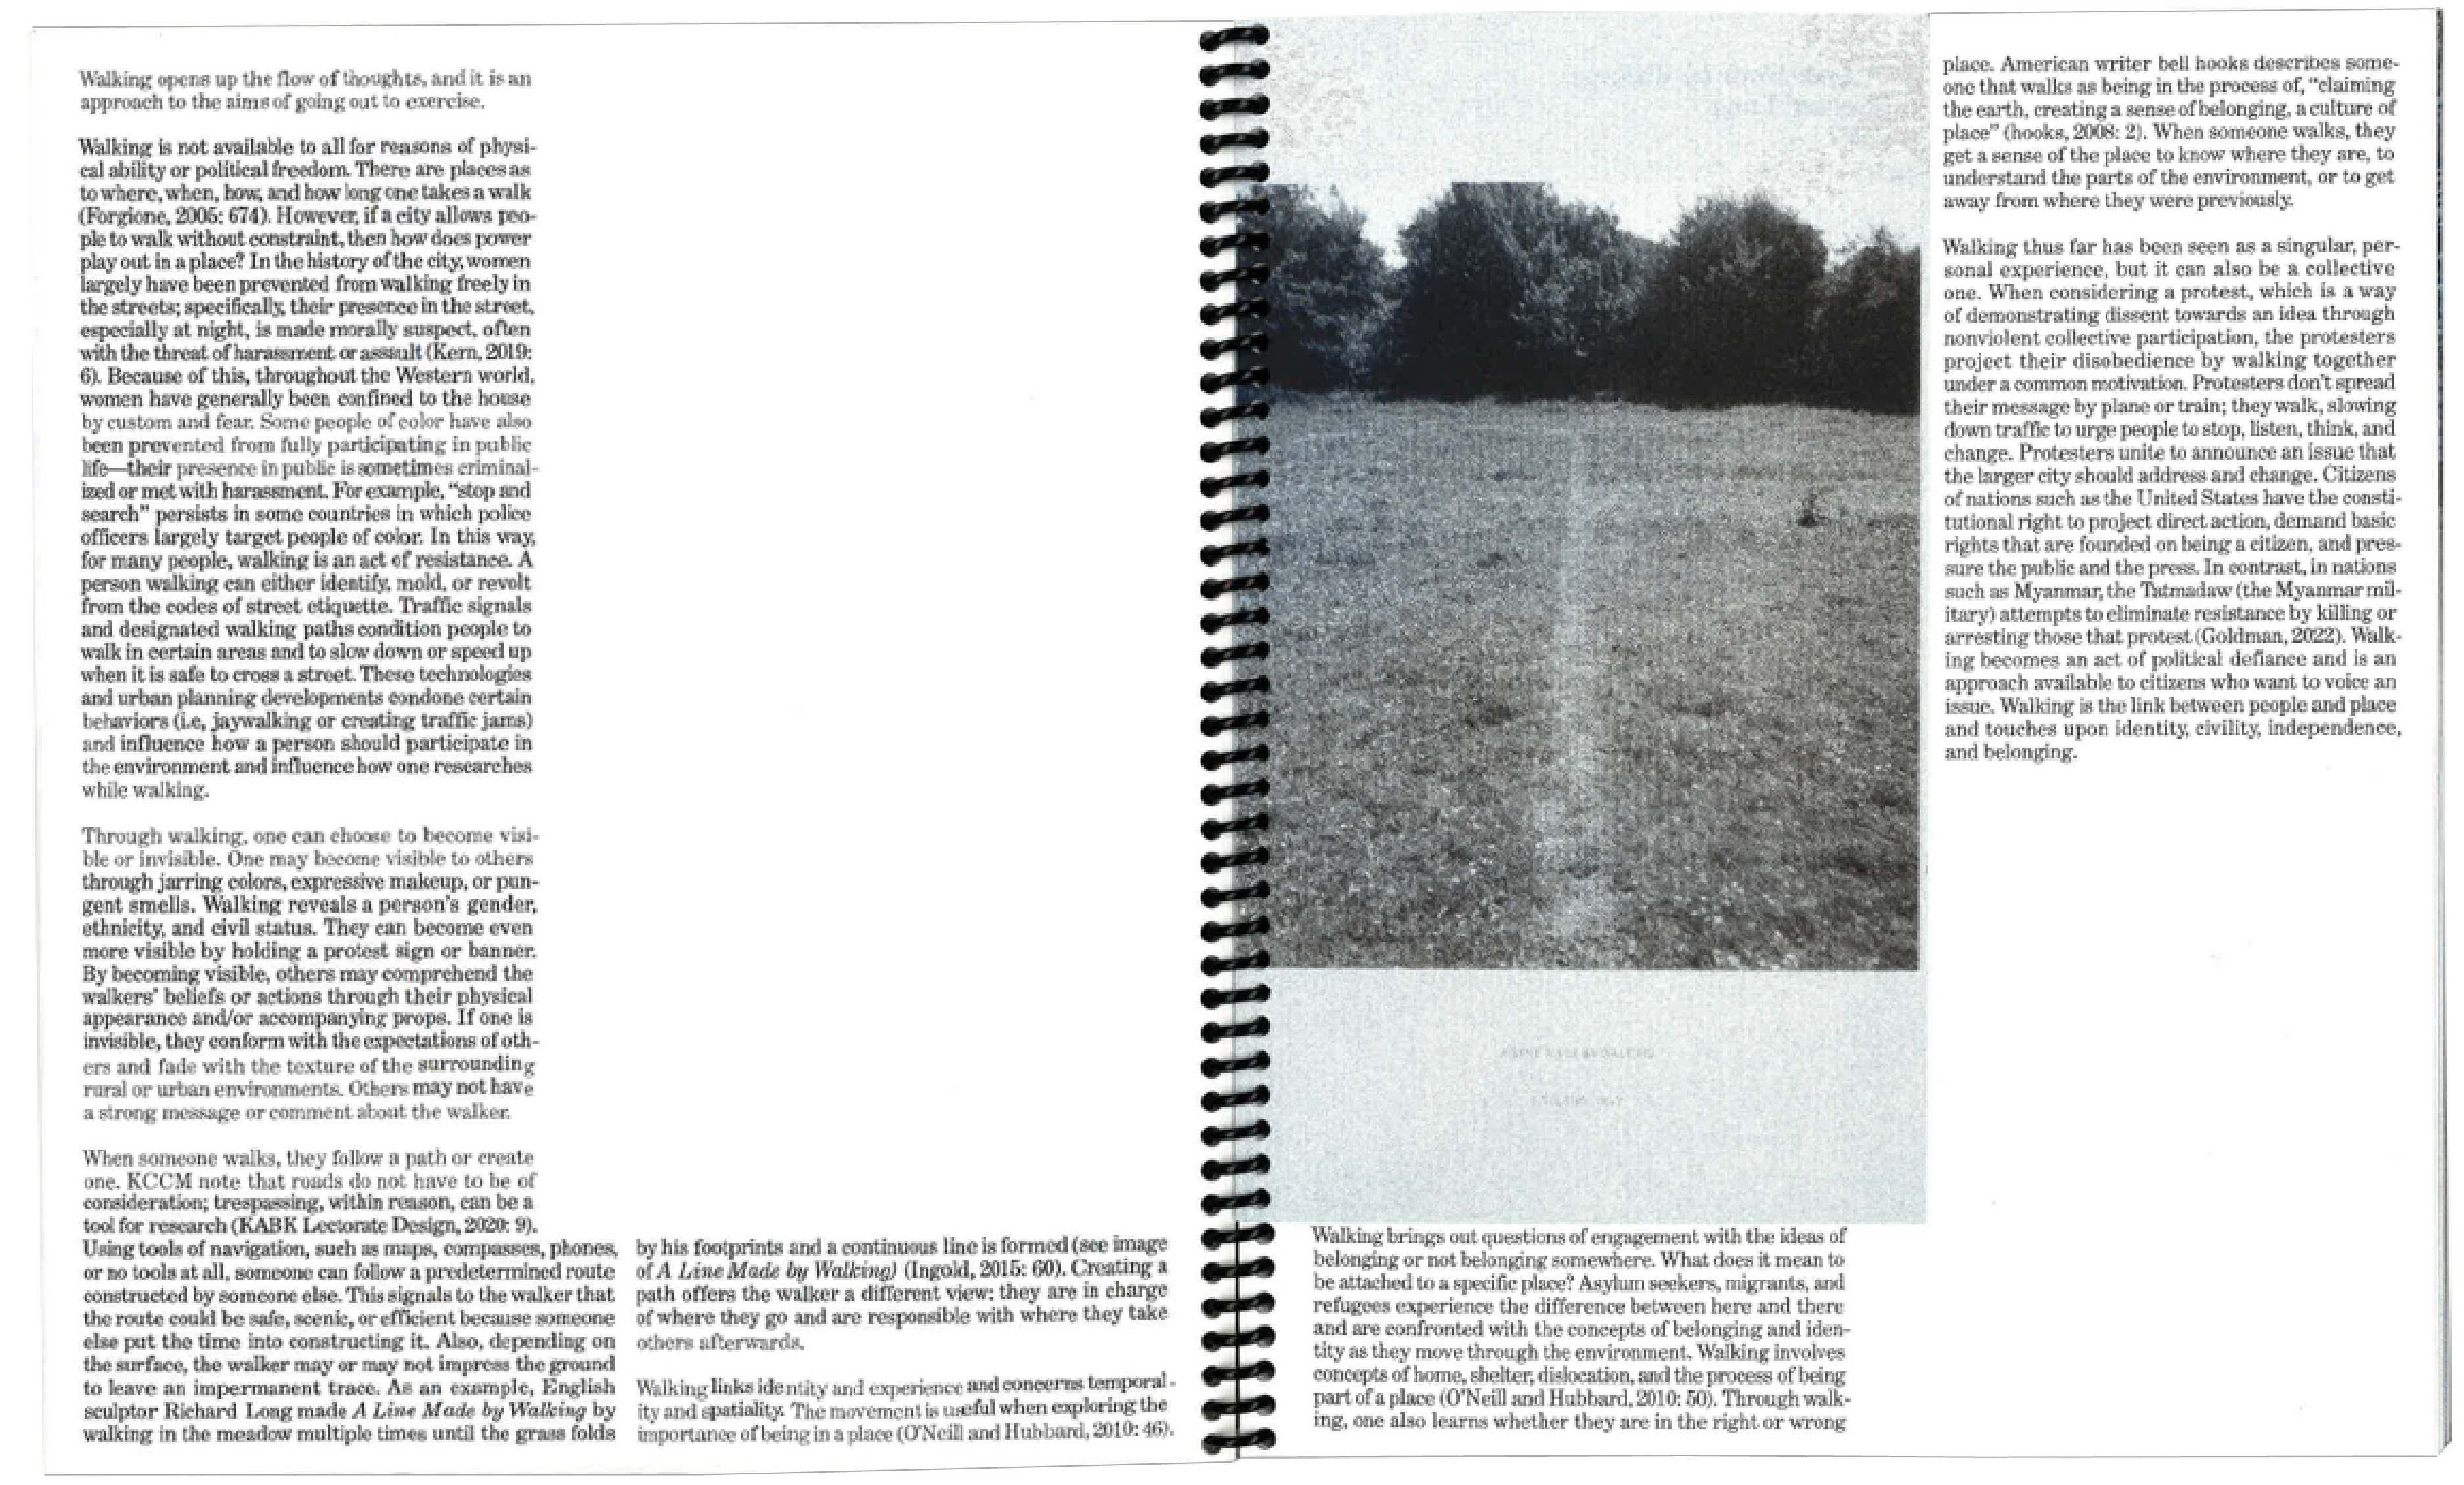 Walking opens up the flow of thoughts, and it is an
approach to the aims of going out to exercise.
Walking is not available to all for reasons of physi-
cal ability or political freedom. There are places as
to where, when, how, and how long one takes a walk
(Forgione, 2005: 674). However, if a city allows peo-
ple to walk without constraint, then how does power
play out in a place? In the history of the city, women
largely have been prevented from walking freely in
the streets; specifically, their presence in the street,
especially at night, is made morally suspect, often
with the threat of harassment or assault (Kern, 2019:
6). Because of this, throughout the Western world,
women have generally been confined to the house
by custom and fear. Some people of color have also
been prevented from fully participating in public
life—their presence in public is sometimes criminal-
ized or met with harassment. For example, “stop and
search” persists in some countries in which police
officers largely target people of color. In this way,
for many people, walking is an act of resistance. A
person walking can either identify, mold, or revolt
from the codes of street etiquette. Traffic signals
and designated walking paths condition people to
walk in certain areas and to slow down or speed up
when it is safe to cross a street. These technologies
and urban planning developments condone certain
behaviors (i.e, jaywalking or creating traffic jams)
and influence how a person should participate in
the environment and influence how one researches
while walking.
Through walking, one can choose to become visi-
ble or invisible. One may become visible to others
through jarring colors, expressive makeup, or pun-
gent smells. Walking reveals a person’s gender,
ethnicity, and civil status. They can become even
more visible by holding a protest sign or banner.
By becoming visible, others may comprehend the
walkers’ beliefs or actions through their physical
appearance and/or accompanying props. If one is
invisible, they conform with the expectations of oth-
ers and fade with the texture of the surrounding
rural or urban environments. Others may not have
a strong message or comment about the walker.
When someone walks, they follow a path or create
one. KCCM note that roads do not have to be of
consideration; trespassing, within reason, can be a
tool for research (KABK Lectorate Design, 2020: 9).
Using tools of navigation, such as maps, compasses, phones,
or no tools at all, someone can follow a predetermined route
constructed by someone else. This signals to the walker that
the route could be safe, scenic, or efficient because someone
else put the time into constructing it. Also, depending on
the surface, the walker may or may not impress the ground
to leave an impermanent trace. As an example, English
sculptor Richard Long made A Line Made by Walking by
walking in the meadow multiple times until the grass folds
by his footprints and a continuous line is formed (see image
of A Line Made by Walking) (Ingold, 2015: 60). Creating a
path offers the walker a different view; they are in charge
of where they go and are responsible with where they take
others afterwards.
Walking links identity and experience and concerns temporal-
ity and spatiality. The movement is useful when exploring the
importance of being in a place (O’Neill and Hubbard, 2010: 46).
Walking brings out questions of engagement with the ideas of
belonging or not belonging somewhere. What does it mean to
be attached to a specific place? Asylum seekers, migrants, and
refugees experience the difference between here and there
and are confronted with the concepts of belonging and iden-
tity as they move through the environment. Walking involves
concepts of home, shelter, dislocation, and the process of being
part of a place (O’Neill and Hubbard, 2010: 50). Through walk-
ing, one also learns whether they are in the right or wrong
place. American writer bell hooks describes some-
one that walks as being in the process of, “claiming
the earth, creating a sense of belonging, a culture of
place” (hooks, 2008: 2). When someone walks, they
get a sense of the place to know where they are, to
understand the parts of the environment, or to get
away from where they were previously.
Walking thus far has been seen as a singular, per-
sonal experience, but it can also be a collective
one. When considering a protest, which is a way
of demonstrating dissent towards an idea through
nonviolent collective participation, the protesters
project their disobedience by walking together
under a common motivation. Protesters don’t spread
their message by plane or train; they walk, slowing
down traffic to urge people to stop, listen, think, and
change. Protesters unite to announce an issue that
the larger city should address and change. Citizens
of nations such as the United States have the consti-
tutional right to project direct action, demand basic
rights that are founded on being a citizen, and pres-
sure the public and the press. In contrast, in nations
such as Myanmar, the Tatmadaw (the Myanmar mil-
itary) attempts to eliminate resistance by killing or
arresting those that protest (Goldman, 2022). Walk-
ing becomes an act of political defiance and is an
approach available to citizens who want to voice an
issue. Walking is the link between people and place
and touches upon identity, civility, independence,
and belonging.